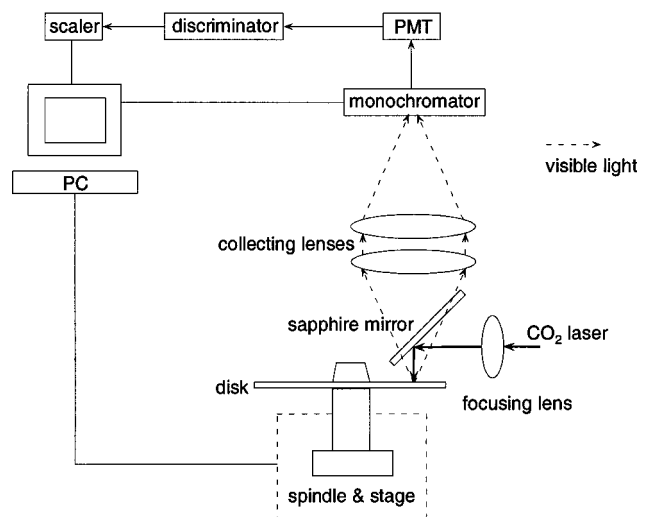 scaler
discriminator
PMT
monochromator
visible light
PC
collecting lenses
sapphire mirror
CO₂ laser
disk
focusing lens
spindle & stage